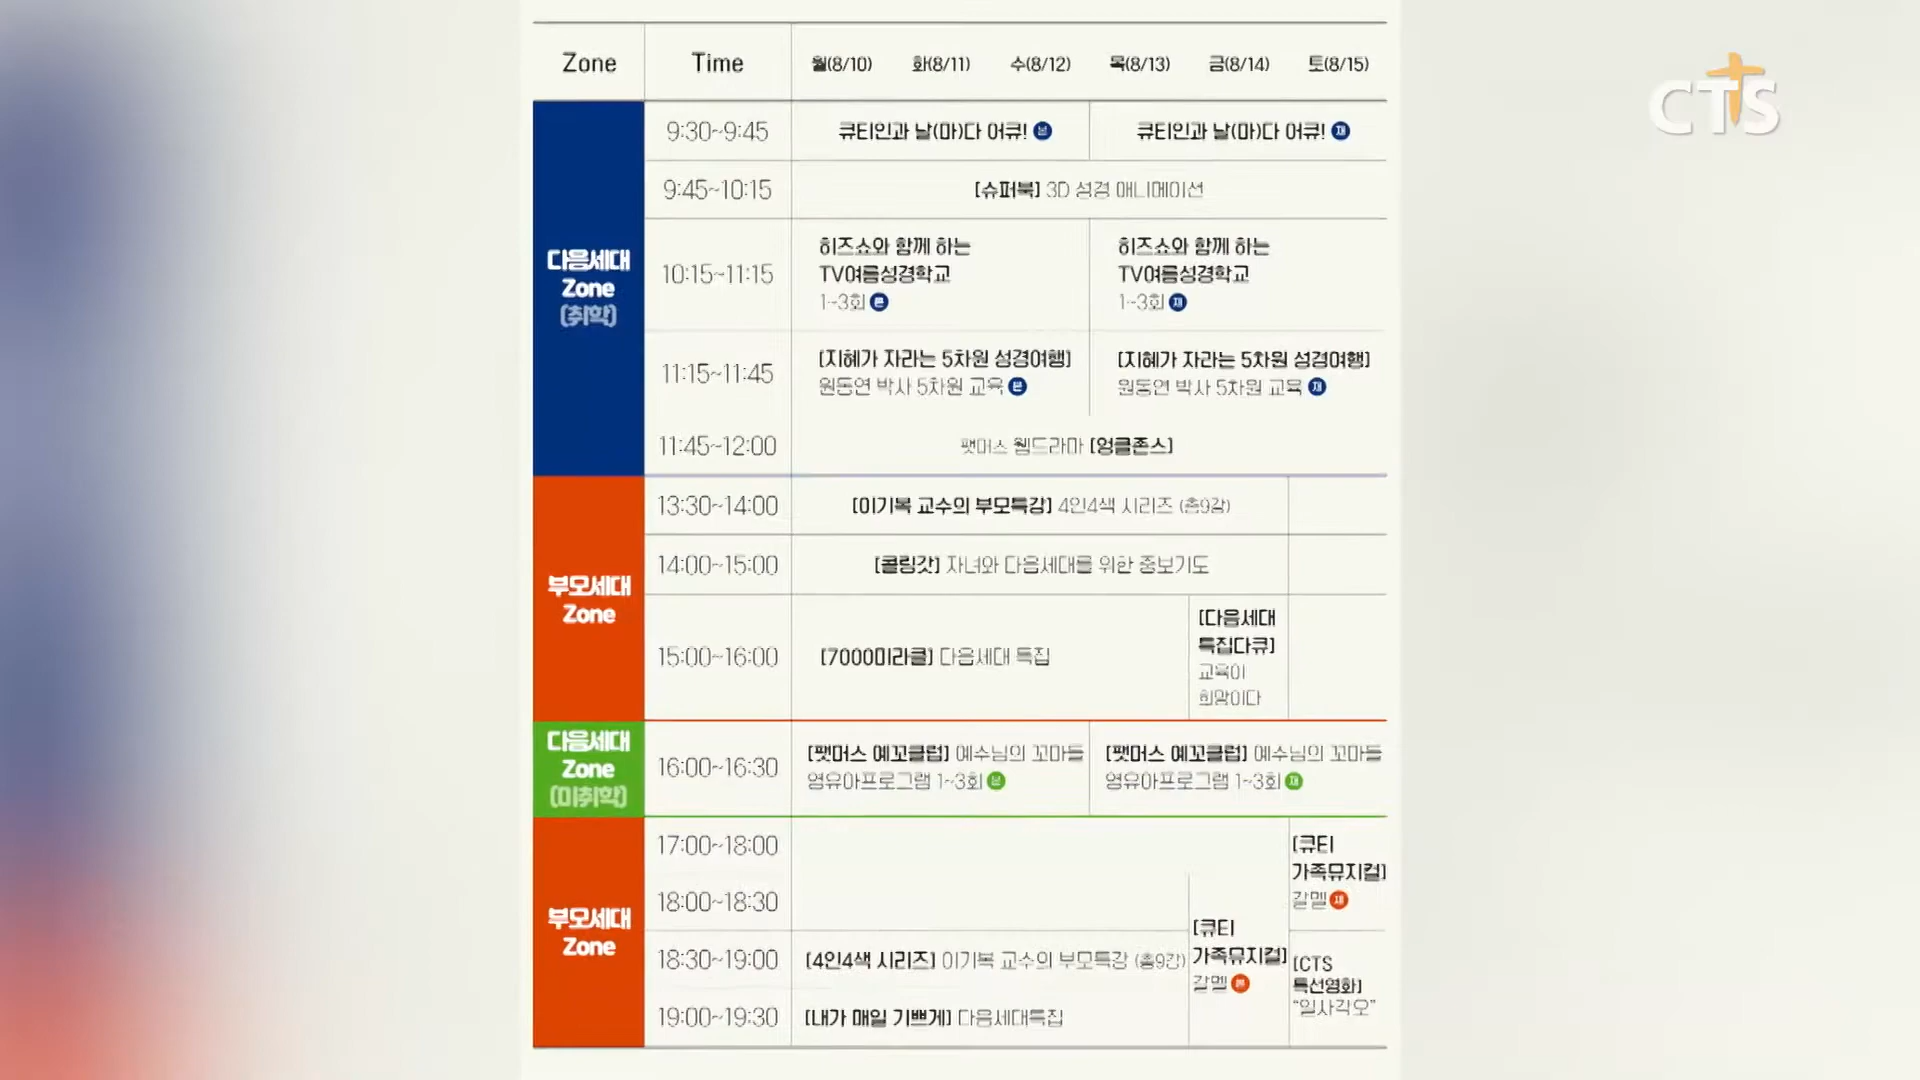 Zone Time 월(8/10) 화(8/11) 수(8/12) 목(8/13) 금(8/14) 토(8/15)
CTS
다음세대
Zone
(취학)
9:30~9:45 큐티인과 날(마)다 어큐! 본 큐티인과 날(마)다 어큐! 재
9:45~10:15 [슈퍼북] 3D 성경 애니메이션
10:15~11:15
히즈쇼와 함께 하는
TV여름성경학교
1~3회 본
히즈쇼와 함께 하는
TV여름성경학교
1~3회 재
11:15~11:45
[지혜가 자라는 5차원 성경여행]
원동연 박사 5차원 교육 본
[지혜가 자라는 5차원 성경여행]
원동연 박사 5차원 교육 재
11:45~12:00 팻머스 웹드라마 [엉클존스]
부모세대
Zone
13:30~14:00 [이기복 교수의 부모특강] 4인4색 시리즈 (총9강)
14:00~15:00 [콜링갓] 자녀와 다음세대를 위한 중보기도
15:00~16:00 [7000미라클] 다음세대 특집
[다음세대
특집다큐]
교육이
희망이다
다음세대
Zone
(미취학)
16:00~16:30
[팻머스 예꼬클럽] 예수님의 꼬마들
영유아프로그램 1~3회 본
[팻머스 예꼬클럽] 예수님의 꼬마들
영유아프로그램 1~3회 재
부모세대
Zone
17:00~18:00
18:00~18:30
18:30~19:00 [4인4색 시리즈] 이기복 교수의 부모특강 (총9강)
19:00~19:30 [내가 매일 기쁘게] 다음세대특집
[큐티
가족뮤지컬]
갈멜 본
[큐티
가족뮤지컬]
갈멜 재
[CTS
특선영화]
“일사각오”